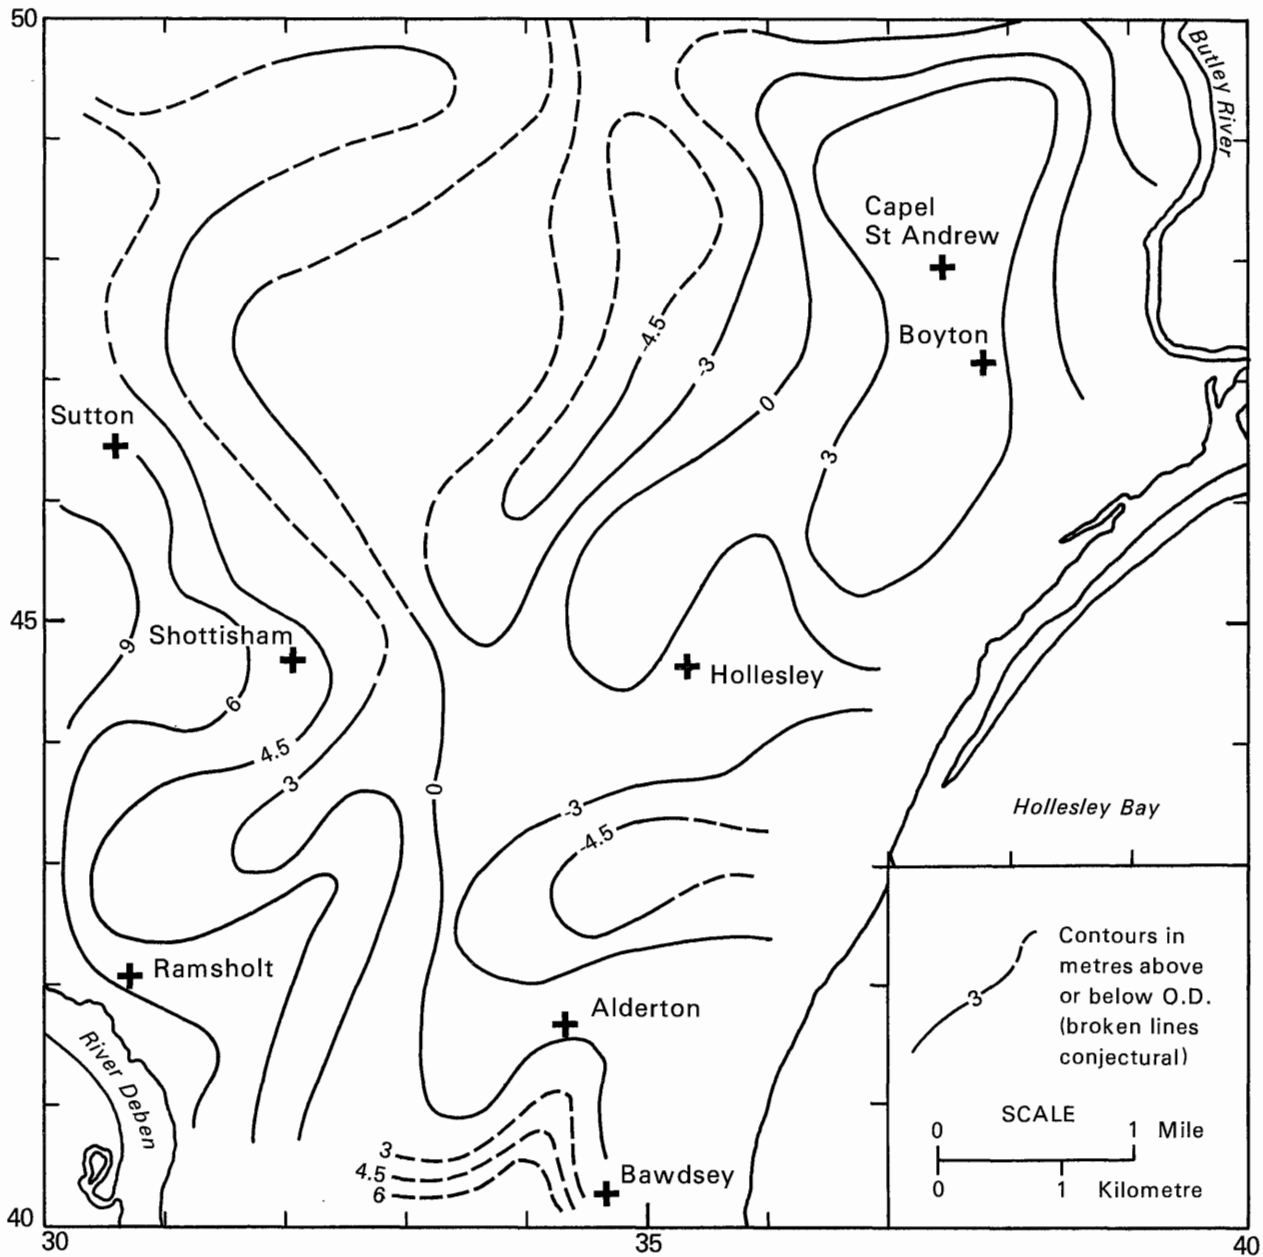 50
Butley River
Capel
St Andrew
-4.5
Boyton
-3
0
Sutton
3
45
9
Shottisham
Hollesley
6
4.5
3
0
-3
Hollesley Bay
-4.5
Contours in
metres above
or below O.D.
(broken lines
conjectural)
3
Ramsholt
Alderton
River Deben
SCALE
0 1 Mile
0 1 Kilometre
3
4.5
6
Bawdsey
40
30 35 40